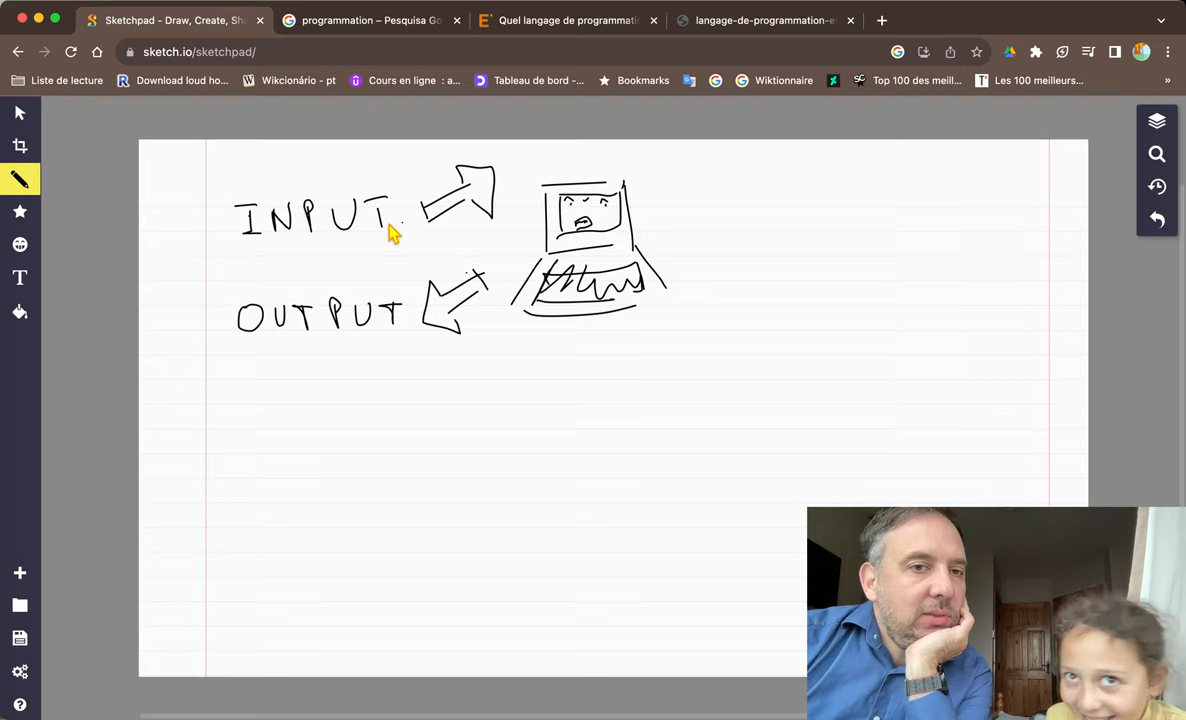 Sketchpad - Draw, Create, Sha
programmation – Pesquisa Go
Quel langage de programmati
langage-de-programmation-e
sketch.io/sketchpad/
Liste de lecture
Download loud ho...
Wikcionário - pt
Cours en ligne : a...
Tableau de bord -...
Bookmarks
Wiktionnaire
Top 100 des meill...
Les 100 meilleurs...
»
INPUT
OUTPUT